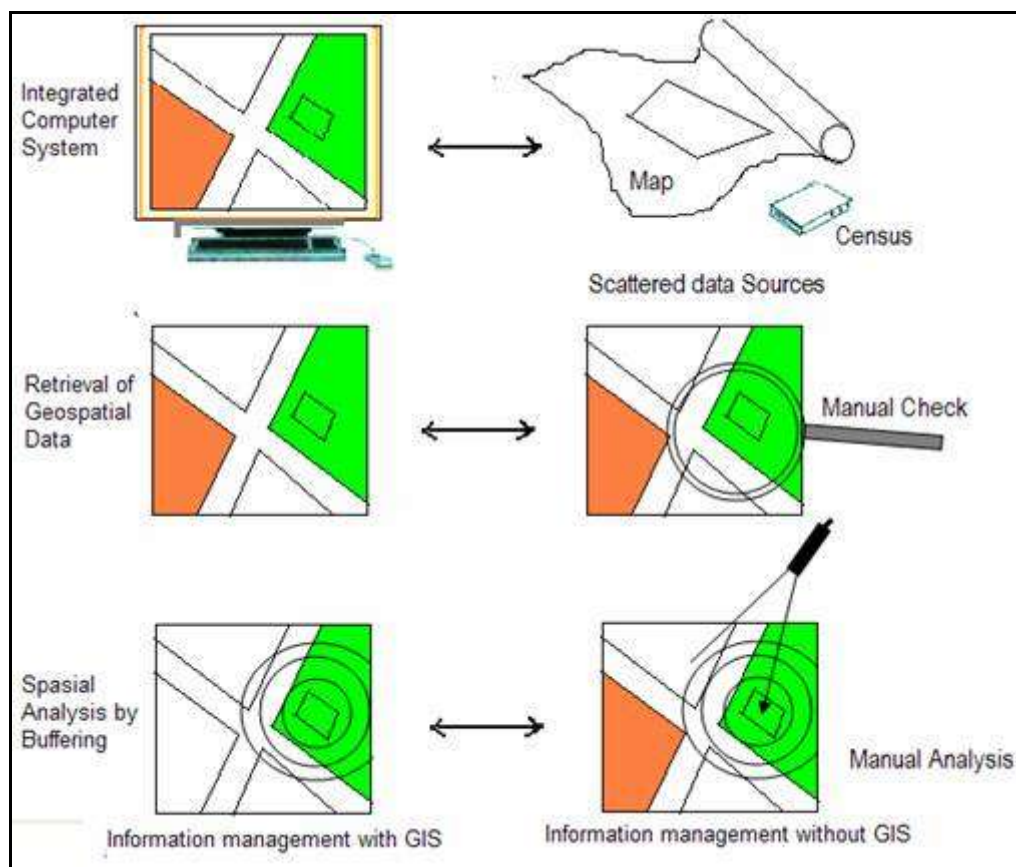 Integrated
Computer
System
Map
Census
Scattered data Sources
Retrieval of
Geospatial
Data
Manual Check
Spasial
Analysis by
Buffering
Manual Analysis
Information management with GIS
Information management without GIS